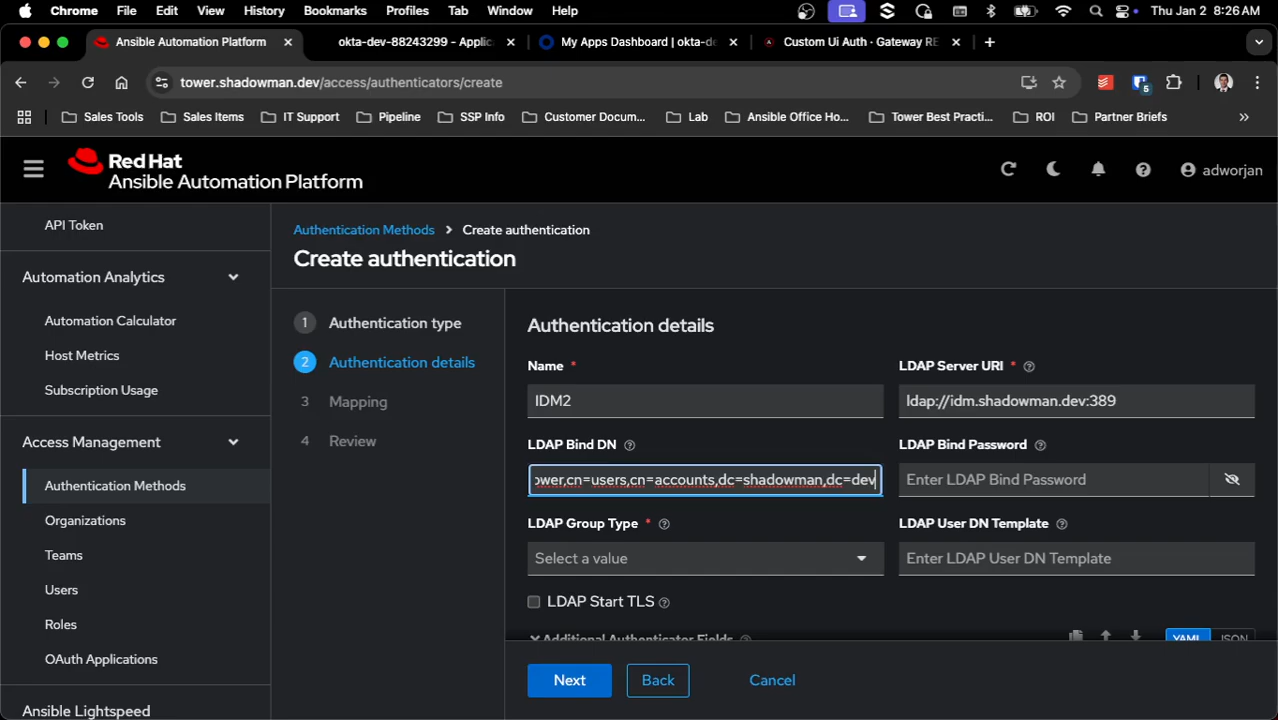 Chrome File Edit View History Bookmarks Profiles Tab Window Help Thu Jan 2 8:26 AM
Ansible Automation Platform okta-dev-88243299 - Applic My Apps Dashboard | okta-de Custom Ui Auth · Gateway RE
tower.shadowman.dev/access/authenticators/create 5
Sales Tools Sales Items IT Support Pipeline SSP Info Customer Docum... Lab Ansible Office Ho... Tower Best Practi... ROI Partner Briefs
Red Hat
Ansible Automation Platform
adworjan
API Token
Automation Analytics
Automation Calculator
Host Metrics
Subscription Usage
Access Management
Authentication Methods
Organizations
Teams
Users
Roles
OAuth Applications
Ansible Lightspeed
Authentication Methods > Create authentication
Create authentication
1 Authentication type
2 Authentication details
3 Mapping
4 Review
Authentication details
Name * LDAP Server URI *
IDM2 ldap://idm.shadowman.dev:389
LDAP Bind DN LDAP Bind Password
ower,cn=users,cn=accounts,dc=shadowman,dc=dev Enter LDAP Bind Password
LDAP Group Type * LDAP User DN Template
Select a value Enter LDAP User DN Template
LDAP Start TLS
Additional Authenticator Fields YAML JSON
Next Back Cancel